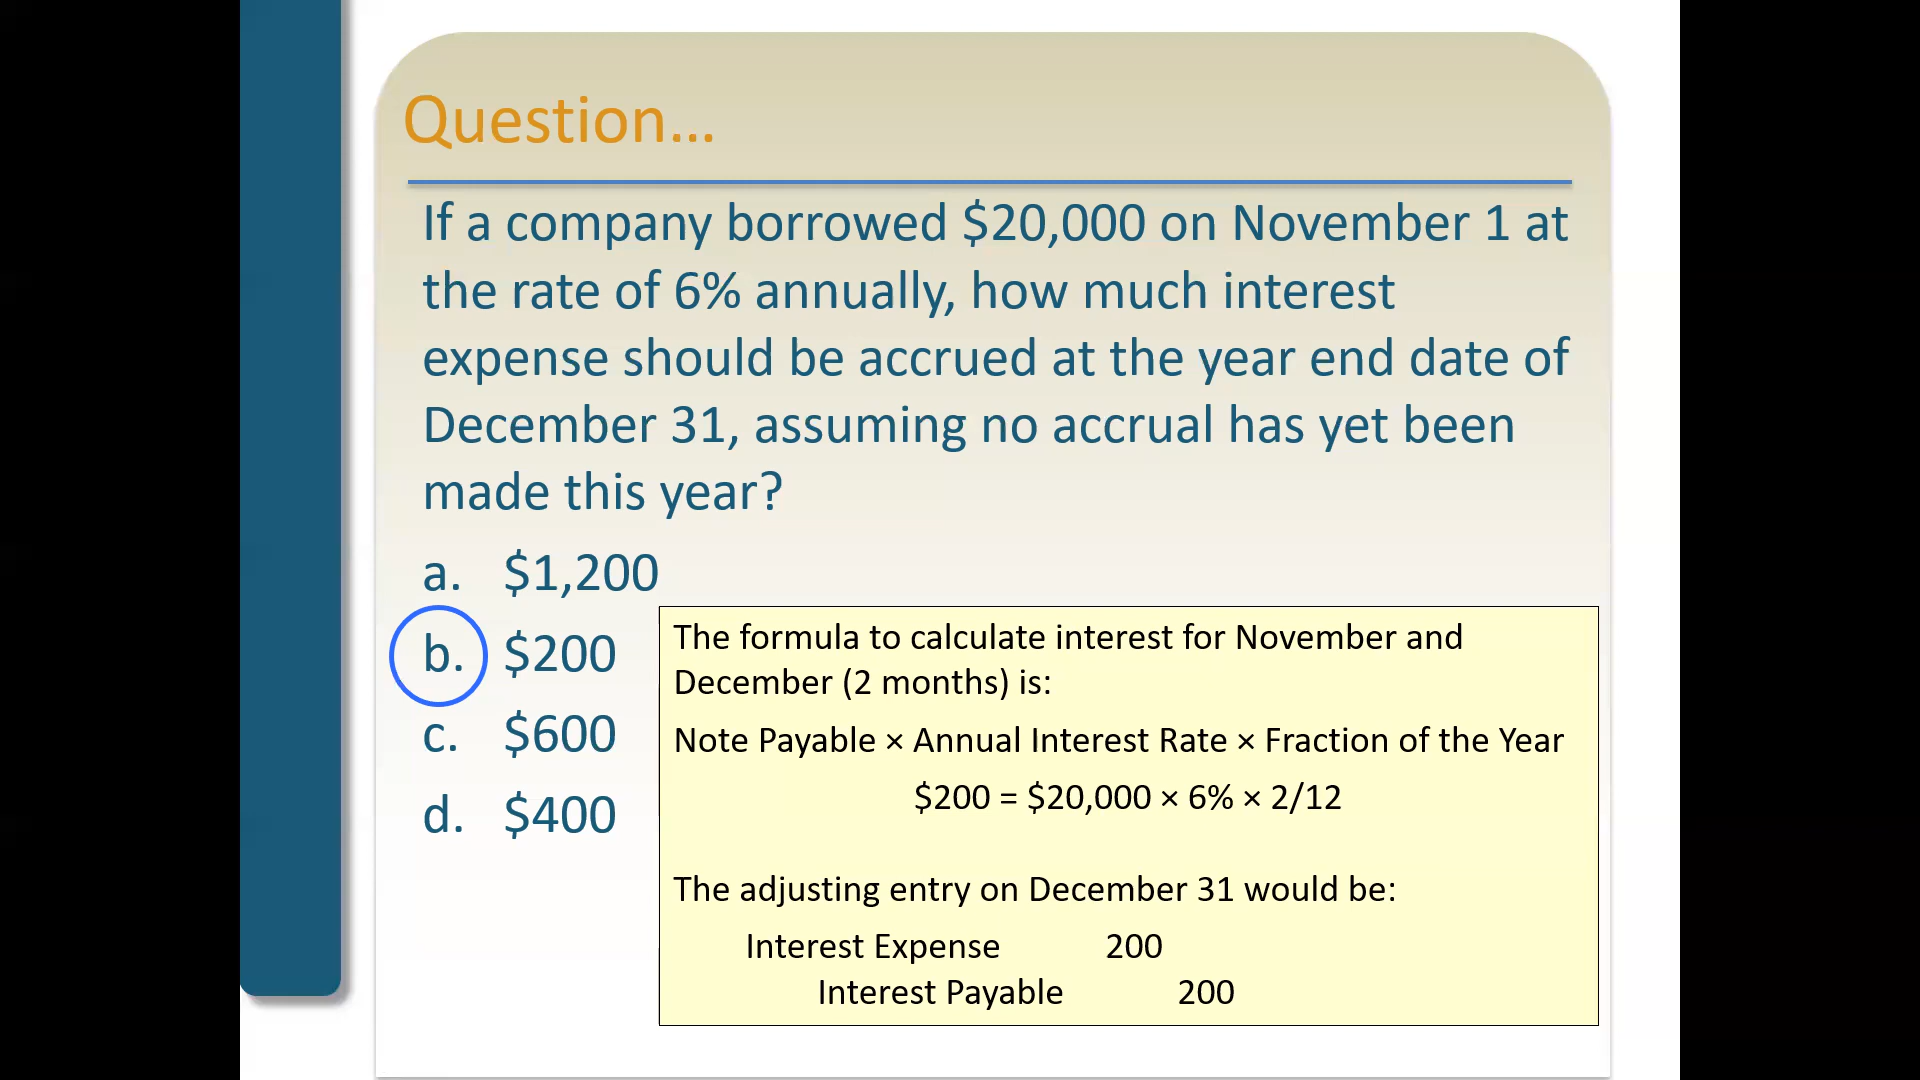 Question...
If a company borrowed $20,000 on November 1 at
the rate of 6% annually, how much interest
expense should be accrued at the year end date of
December 31, assuming no accrual has yet been
made this year?
a. $1,200
b. $200
c. $600
d. $400
The formula to calculate interest for November and
December (2 months) is:
Note Payable × Annual Interest Rate × Fraction of the Year
$200 = $20,000 × 6% × 2/12
The adjusting entry on December 31 would be:
Interest Expense 200
Interest Payable 200